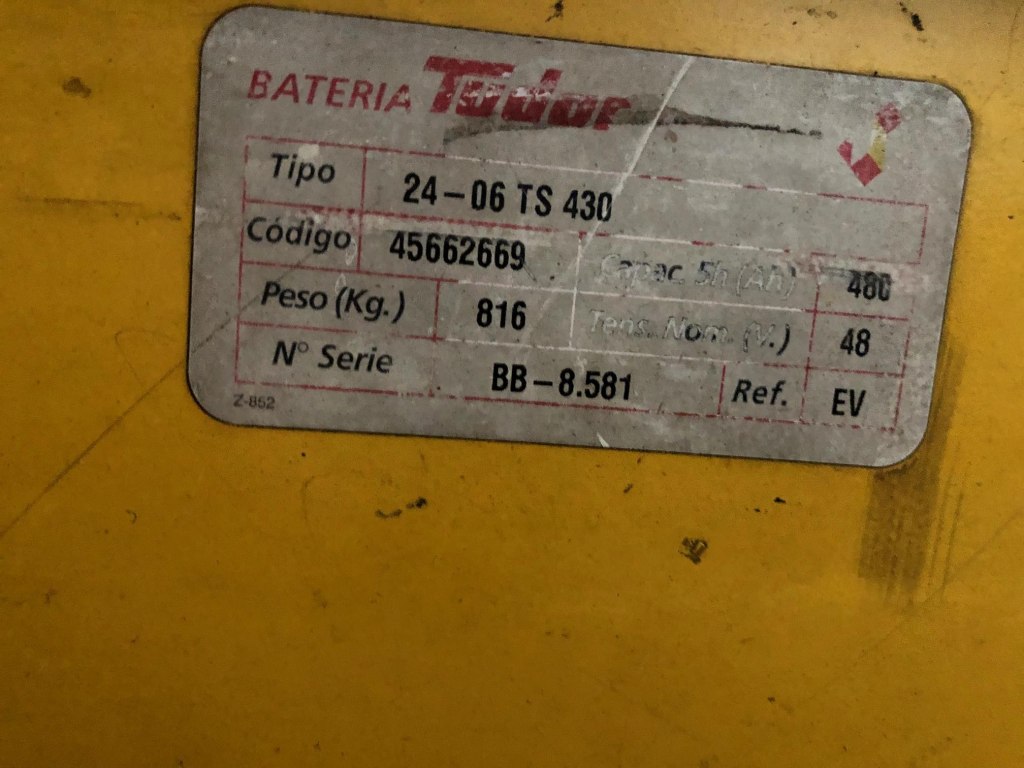 BATERIA Tudor
Tipo 24-06 TS 430
Código 45662669 Capac. 5h (Ah) 480
Peso (Kg.) 816 Tens. Nom. (V.) 48
N° Serie BB-8.581 Ref. EV
Z-852